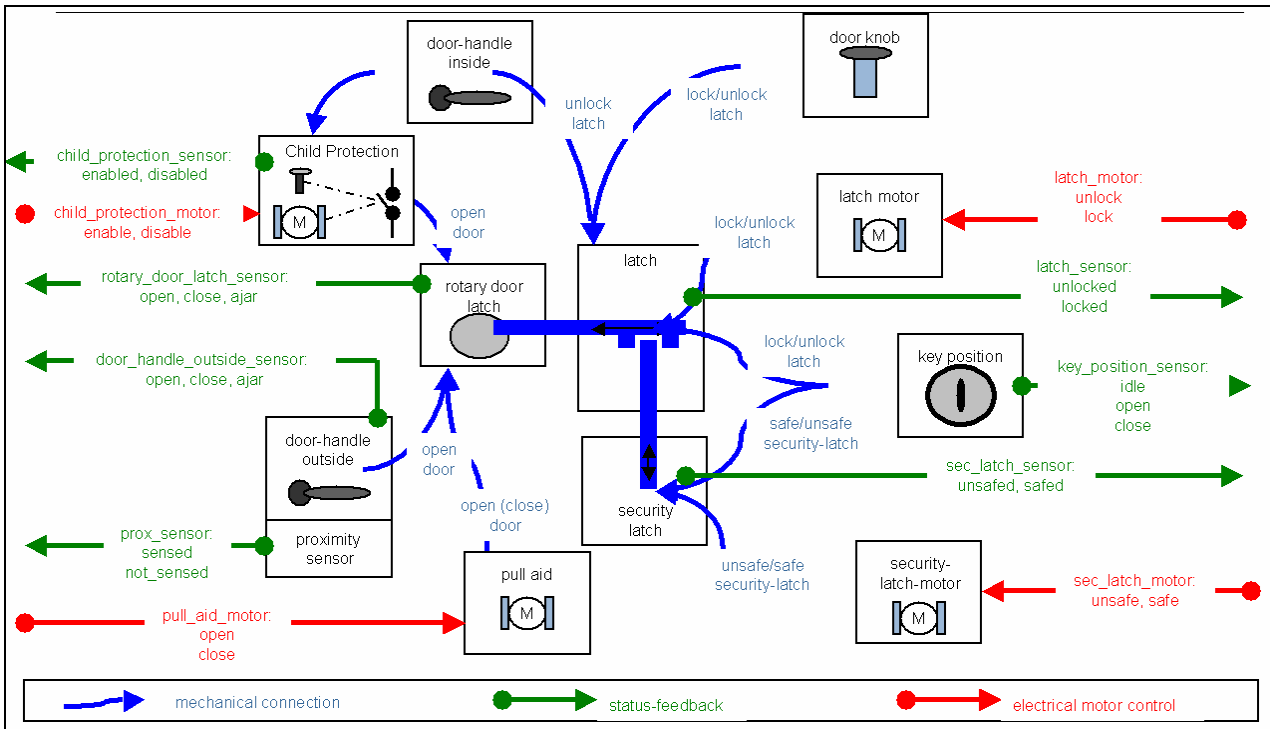 door-handle
inside
door knob
unlock
latch
lock/unlock
latch
child_protection_sensor:
enabled, disabled
Child Protection
M
child_protection_motor:
enable, disable
open
door
latch motor
M
latch_motor:
unlock
lock
lock/unlock
latch
rotary_door_latch_sensor:
open, close, ajar
rotary door
latch
latch
latch_sensor:
unlocked
locked
door_handle_outside_sensor:
open, close, ajar
lock/unlock
latch
key position
key_position_sensor:
idle
open
close
door-handle
outside
open
door
safe/unsafe
security-latch
sec_latch_sensor:
unsafed, safed
open (close)
door
security
latch
prox_sensor:
sensed
not_sensed
proximity
sensor
pull aid
M
unsafe/safe
security-latch
security-
latch-motor
M
sec_latch_motor:
unsafe, safe
pull_aid_motor:
open
close
mechanical connection
status-feedback
electrical motor control